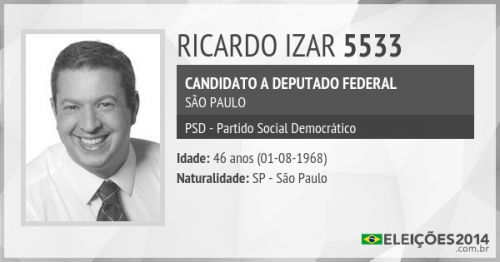 RICARDO IZAR 5533
CANDIDATO A DEPUTADO FEDERAL
SÃO PAULO
PSD - Partido Social Democrático
Idade: 46 anos (01-08-1968)
Naturalidade: SP - São Paulo
ELEIÇÕES2014
.com.br